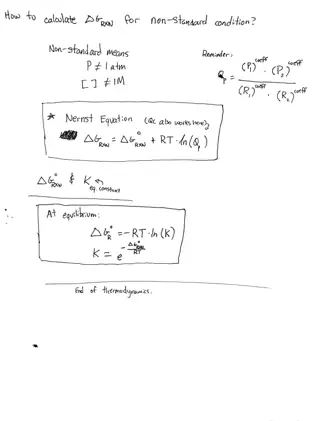 How to calculate ΔG_RXN for non-standard condition?
Non-standard means
P ≠ 1 atm
[ ] ≠ 1M
Reminder:
Q_p = (P_1)^coeff · (P_2)^coeff / (R_1)^coeff · (R_2)^coeff
* Nernst Equation (Qc also works here)
ΔG_RXN = ΔG°_RXN + RT·ln(Q_p)
ΔG°_RXN & K ↰ eq. constant
At equilibrium:
ΔG°_R = -RT·ln(K)
K = e^(-ΔG°_RXN/RT)
End of thermodynamics.